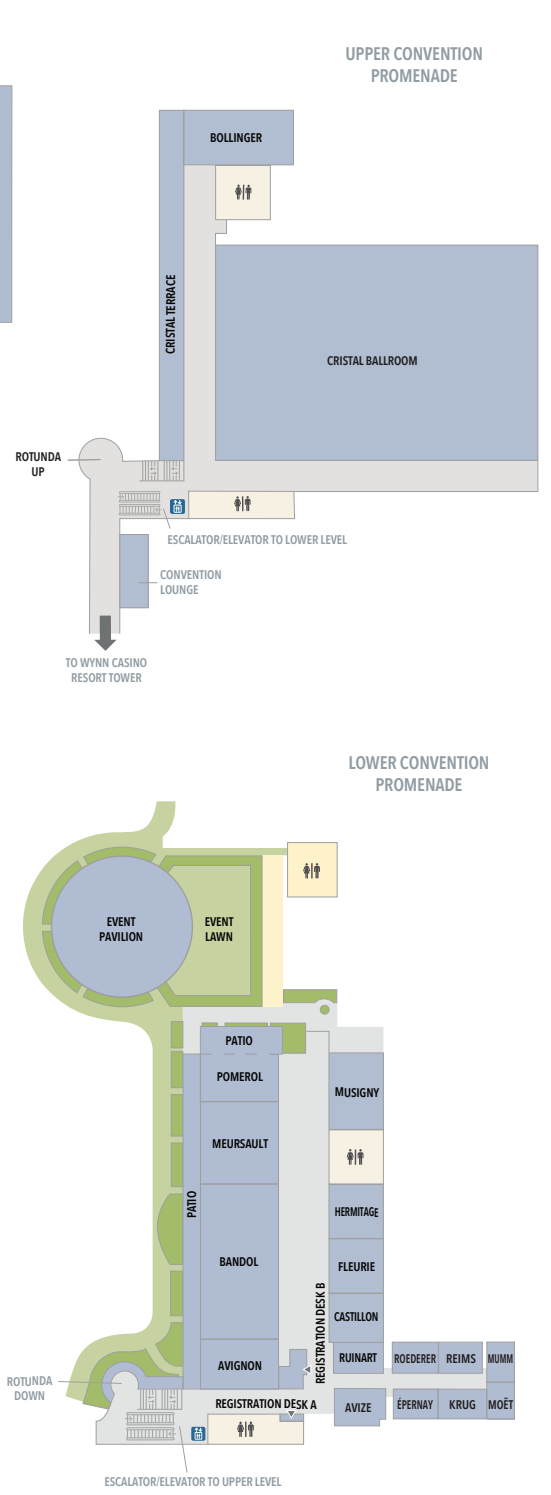 UPPER CONVENTION
PROMENADE
BOLLINGER
CRISTAL TERRACE
CRISTAL BALLROOM
ROTUNDA
UP
ESCALATOR/ELEVATOR TO LOWER LEVEL
CONVENTION
LOUNGE
TO WYNN CASINO
RESORT TOWER
LOWER CONVENTION
PROMENADE
EVENT
PAVILION
EVENT
LAWN
PATIO
POMEROL
MUSIGNY
MEURSAULT
PATIO
HERMITAGE
BANDOL
FLEURIE
REGISTRATION DESK B
CASTILLON
AVIGNON
RUINART
ROEDERER
REIMS
MUMM
ROTUNDA
DOWN
REGISTRATION DESK A
AVIZE
ÉPERNAY
KRUG
MOËT
ESCALATOR/ELEVATOR TO UPPER LEVEL